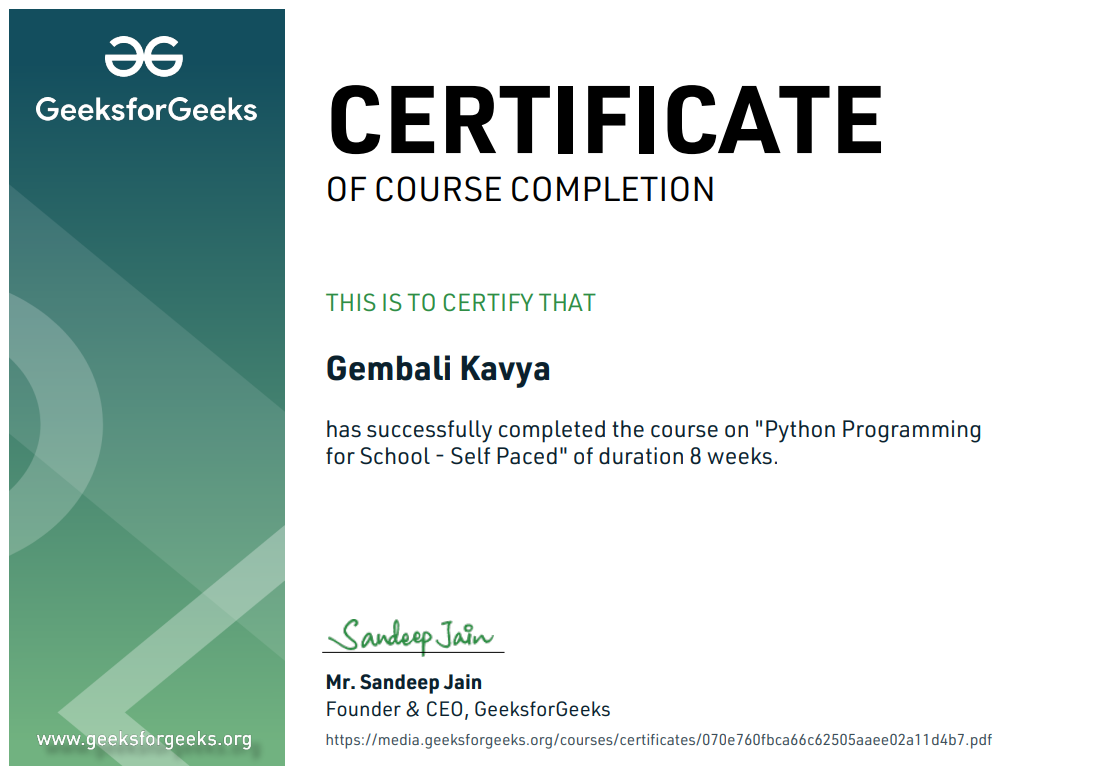 GeeksforGeeks
CERTIFICATE
OF COURSE COMPLETION
THIS IS TO CERTIFY THAT
Gembali Kavya
has successfully completed the course on "Python Programming
for School - Self Paced" of duration 8 weeks.
Sandeep Jain
Mr. Sandeep Jain
Founder & CEO, GeeksforGeeks
https://media.geeksforgeeks.org/courses/certificates/070e760fbca66c62505aaee02a11d4b7.pdf
www.geeksforgeeks.org